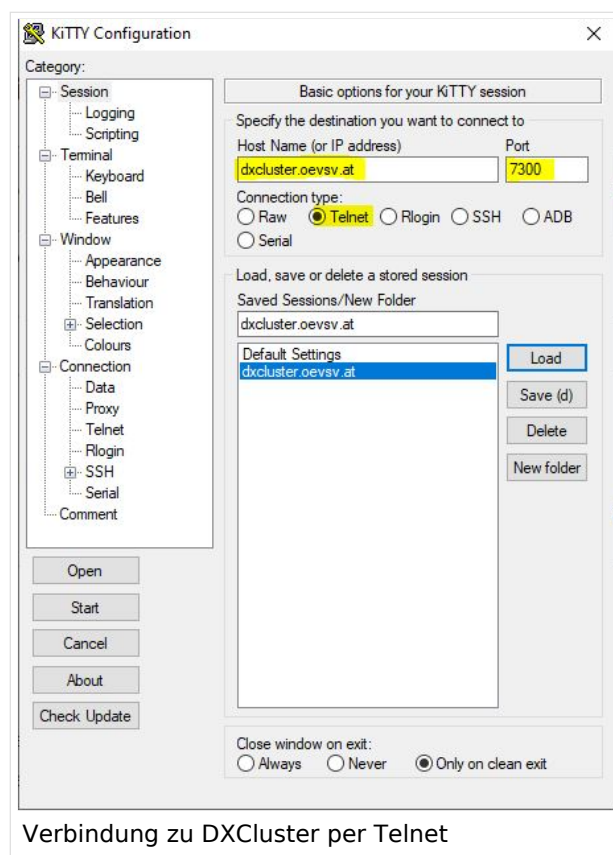 KiTTY Configuration
Category:
Session
Logging
Scripting
Terminal
Keyboard
Bell
Features
Window
Appearance
Behaviour
Translation
Selection
Colours
Connection
Data
Proxy
Telnet
Rlogin
SSH
Serial
Comment
Open
Start
Cancel
About
Check Update
Basic options for your KiTTY session
Specify the destination you want to connect to
Host Name (or IP address) Port
dxcluster.oevsv.at 7300
Connection type:
Raw Telnet Rlogin SSH ADB
Serial
Load, save or delete a stored session
Saved Sessions/New Folder
dxcluster.oevsv.at
Default Settings
dxcluster.oevsv.at
Load
Save (d)
Delete
New folder
Close window on exit:
Always Never Only on clean exit
Verbindung zu DXCluster per Telnet